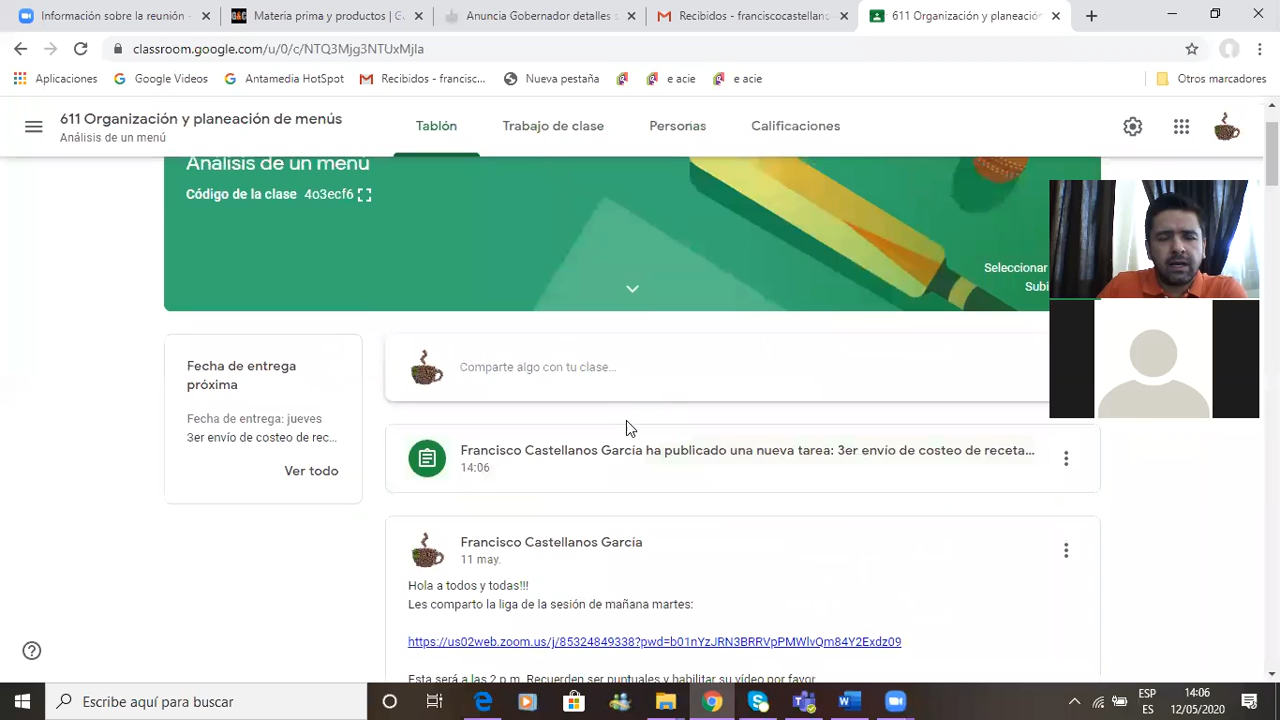 Información sobre la reunión -
Materia prima y productos | G
Anuncia Gobernador detalles
Recibidos - franciscocastellano
611 Organización y planeación
classroom.google.com/u/0/c/NTQ3Mjg3NTUxMjla
Aplicaciones
Google Videos
Antamedia HotSpot
Recibidos - francisc...
Nueva pestaña
e acie
e acie
Otros marcadores
611 Organización y planeación de menús
Análisis de un menú
Tablón
Trabajo de clase
Personas
Calificaciones
Análisis de un menú
Código de la clase 4o3ecf6
Seleccionar
Subi
Fecha de entrega
próxima
Fecha de entrega: jueves
3er envío de costeo de rec...
Ver todo
Comparte algo con tu clase...
Francisco Castellanos García ha publicado una nueva tarea: 3er envío de costeo de receta...
14:06
Francisco Castellanos García
11 may.
Hola a todos y todas!!!
Les comparto la liga de la sesión de mañana martes:
https://us02web.zoom.us/j/85324849338?pwd=b01nYzJRN3BRRVpPMWlvQm84Y2Exdz09
Esta será a las 2 p.m. Recuerden ser puntuales y habilitar su vídeo por favor
Escribe aquí para buscar
ESP
ES
14:06
12/05/2020